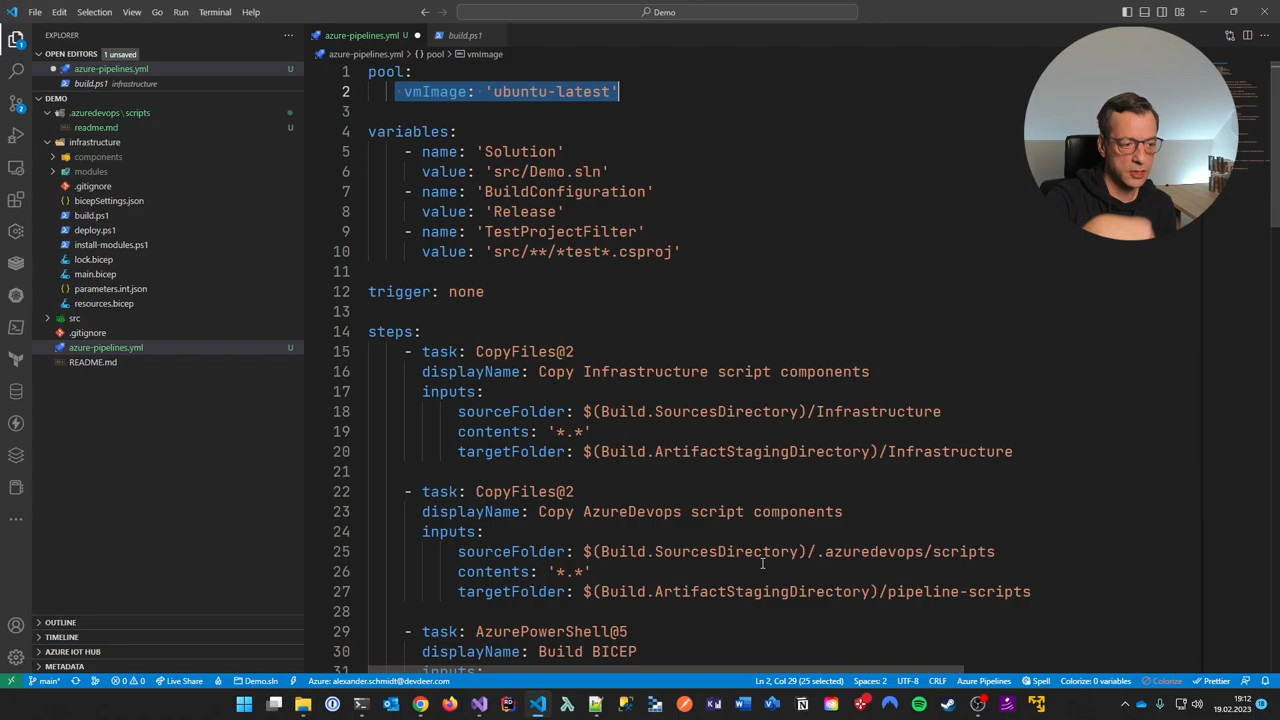 File Edit Selection View Go Run Terminal Help
Demo
EXPLORER
OPEN EDITORS 1 unsaved
azure-pipelines.yml U
build.ps1 infrastructure
DEMO
.azuredevops\scripts
readme.md U
infrastructure
components
modules
.gitignore
bicepSettings.json
build.ps1
deploy.ps1
install-modules.ps1
lock.bicep
main.bicep
parameters.int.json
resources.bicep
src
.gitignore
azure-pipelines.yml U
README.md
OUTLINE
TIMELINE
AZURE IOT HUB
METADATA
azure-pipelines.yml U
build.ps1
azure-pipelines.yml > {} pool > vmImage
1 pool:
2 vmImage: 'ubuntu-latest'
3
4 variables:
5 - name: 'Solution'
6 value: 'src/Demo.sln'
7 - name: 'BuildConfiguration'
8 value: 'Release'
9 - name: 'TestProjectFilter'
10 value: 'src/**/*test*.csproj'
11
12 trigger: none
13
14 steps:
15 - task: CopyFiles@2
16 displayName: Copy Infrastructure script components
17 inputs:
18 sourceFolder: $(Build.SourcesDirectory)/Infrastructure
19 contents: '*.*'
20 targetFolder: $(Build.ArtifactStagingDirectory)/Infrastructure
21
22 - task: CopyFiles@2
23 displayName: Copy AzureDevops script components
24 inputs:
25 sourceFolder: $(Build.SourcesDirectory)/.azuredevops/scripts
26 contents: '*.*'
27 targetFolder: $(Build.ArtifactStagingDirectory)/pipeline-scripts
28
29 - task: AzurePowerShell@5
30 displayName: Build BICEP
31 inputs:
main* 0 0 Live Share Demo.sln Azure: alexander.schmidt@devdeer.com Ln 2, Col 29 (25 selected) Spaces: 2 UTF-8 CRLF Azure Pipelines Spell Colorize: 0 variables Colorize Prettier
19:12
19.02.2023